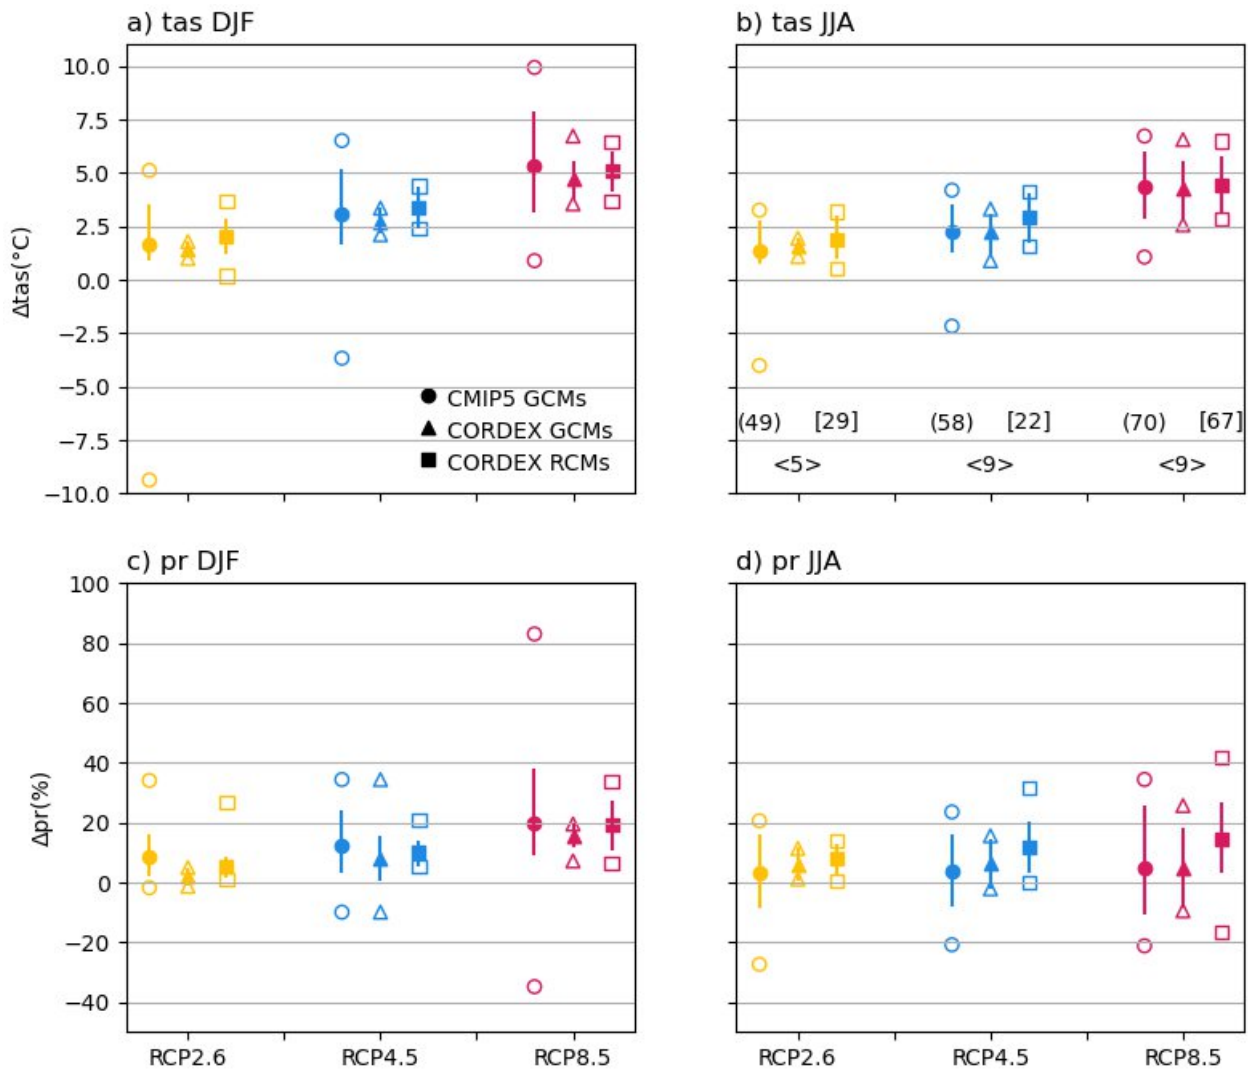 a) tas DJF
10.0
7.5
5.0
2.5
0.0
−2.5
−5.0
−7.5
−10.0
Δtas(°C)
CMIP5 GCMs
CORDEX GCMs
CORDEX RCMs
b) tas JJA
(49) [29] (58) [22] (70) [67]
<5> <9> <9>
c) pr DJF
100
80
60
40
20
0
−20
−40
Δpr(%)
RCP2.6 RCP4.5 RCP8.5
d) pr JJA
RCP2.6 RCP4.5 RCP8.5